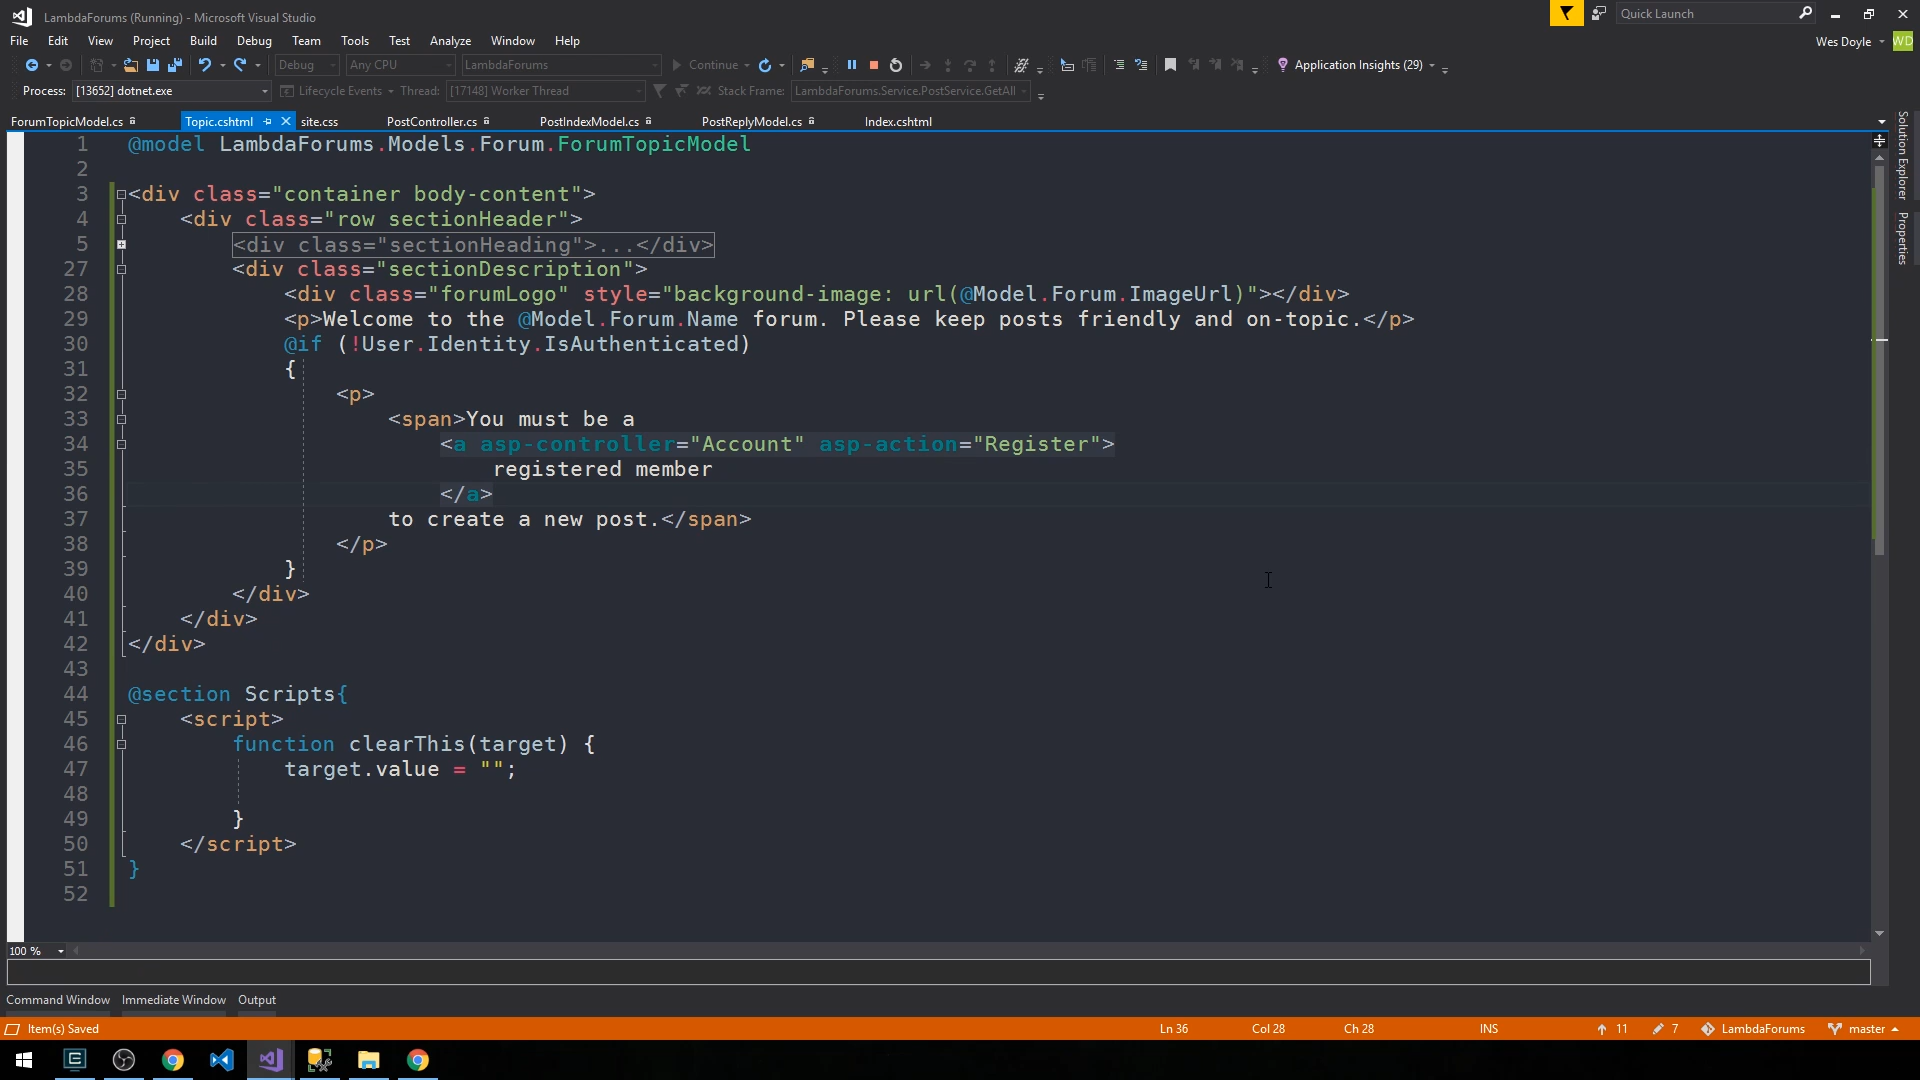 LambdaForums (Running) - Microsoft Visual Studio
Quick Launch
File Edit View Project Build Debug Team Tools Test Analyze Window Help
Wes Doyle WD
Debug Any CPU LambdaForums Continue Application Insights (29)
Process: [13652] dotnet.exe Lifecycle Events Thread: [17148] Worker Thread Stack Frame: LambdaForums.Service.PostService.GetAll
ForumTopicModel.cs Topic.cshtml site.css PostController.cs PostIndexModel.cs PostReplyModel.cs Index.cshtml
Solution Explorer
Properties
1 @model LambdaForums.Models.Forum.ForumTopicModel
2
3 <div class="container body-content">
4 <div class="row sectionHeader">
5 <div class="sectionHeading">...</div>
27 <div class="sectionDescription">
28 <div class="forumLogo" style="background-image: url(@Model.Forum.ImageUrl)"></div>
29 <p>Welcome to the @Model.Forum.Name forum. Please keep posts friendly and on-topic.</p>
30 @if (!User.Identity.IsAuthenticated)
31 {
32 <p>
33 <span>You must be a
34 <a asp-controller="Account" asp-action="Register">
35 registered member
36 </a>
37 to create a new post.</span>
38 </p>
39 }
40 </div>
41 </div>
42 </div>
43
44 @section Scripts{
45 <script>
46 function clearThis(target) {
47 target.value = "";
48
49 }
50 </script>
51 }
52
100 %
Command Window Immediate Window Output
Item(s) Saved Ln 36 Col 28 Ch 28 INS 11 7 LambdaForums master